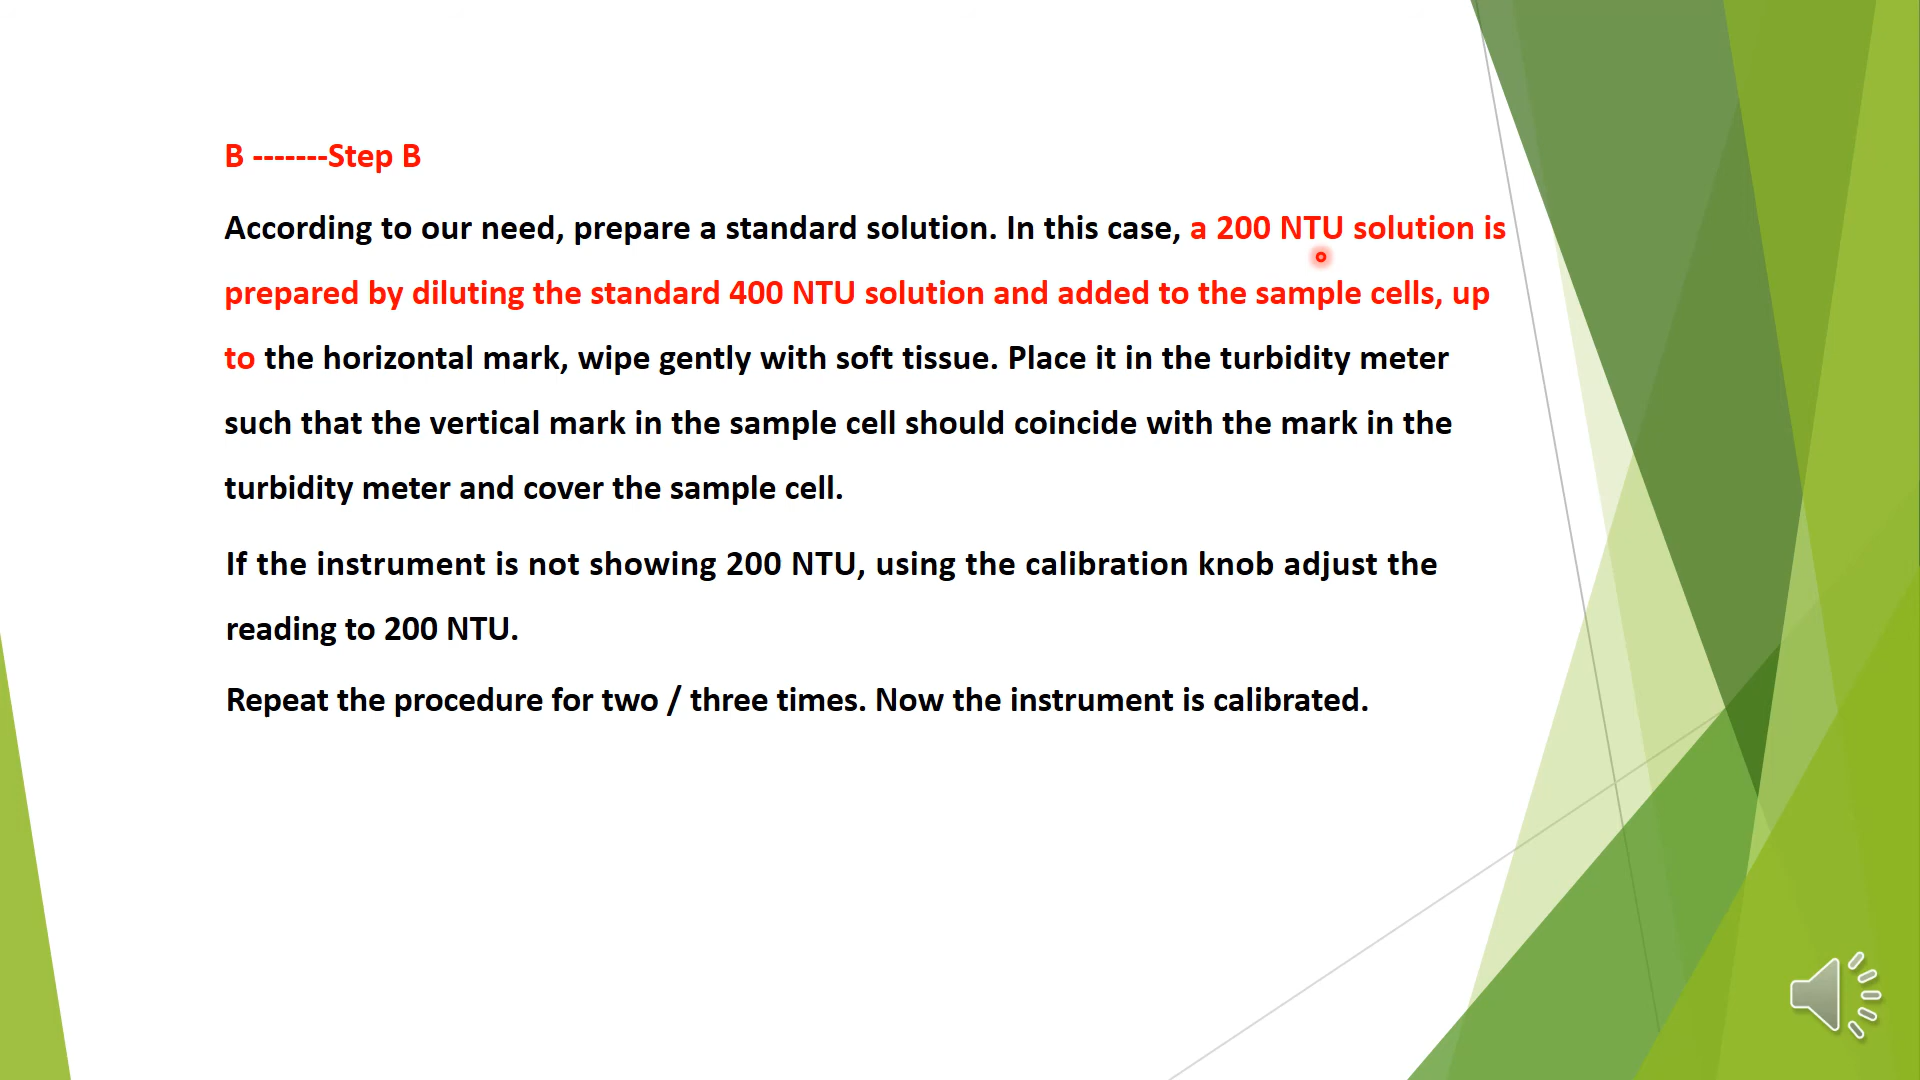 B -------Step B
According to our need, prepare a standard solution. In this case, a 200 NTU solution is
prepared by diluting the standard 400 NTU solution and added to the sample cells, up
to the horizontal mark, wipe gently with soft tissue. Place it in the turbidity meter
such that the vertical mark in the sample cell should coincide with the mark in the
turbidity meter and cover the sample cell.
If the instrument is not showing 200 NTU, using the calibration knob adjust the
reading to 200 NTU.
Repeat the procedure for two / three times. Now the instrument is calibrated.